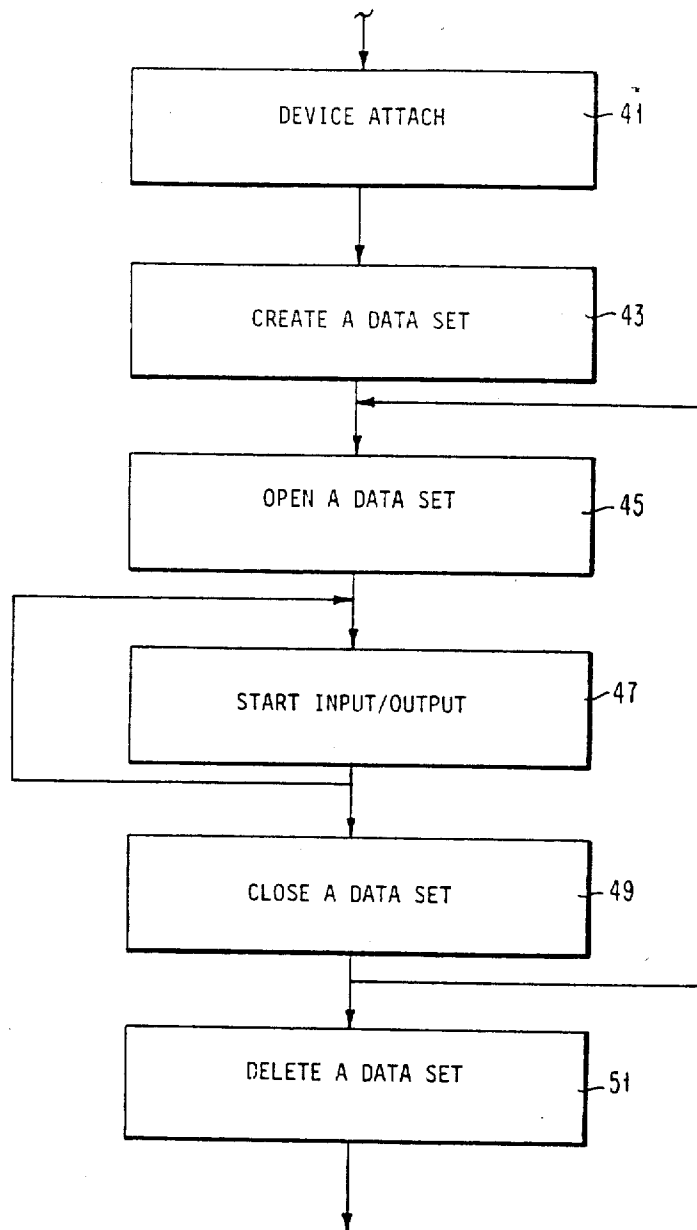 DEVICE ATTACH
41
CREATE A DATA SET
43
OPEN A DATA SET
45
START INPUT/OUTPUT
47
CLOSE A DATA SET
49
DELETE A DATA SET
51